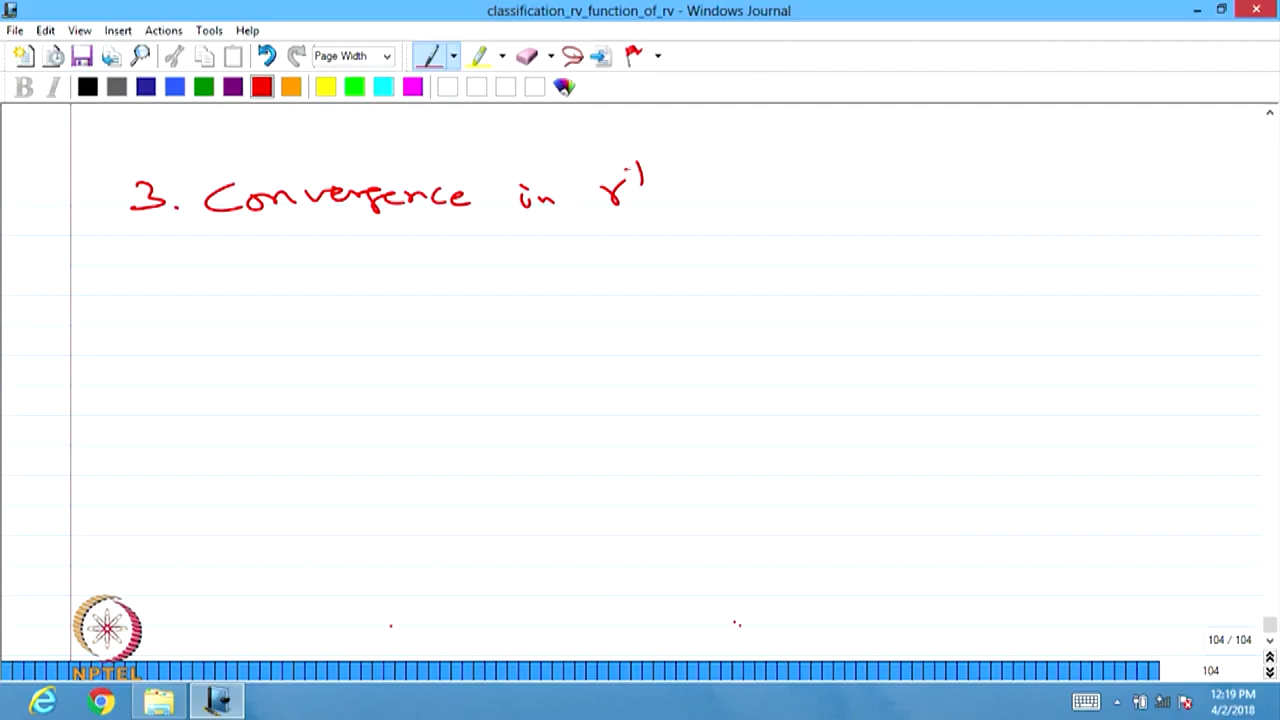 classification_rv_function_of_rv - Windows Journal
File Edit View Insert Actions Tools Help
Page Width
3. Convergence in r
104 / 104
104
NPTEL
12:19 PM
4/2/2018